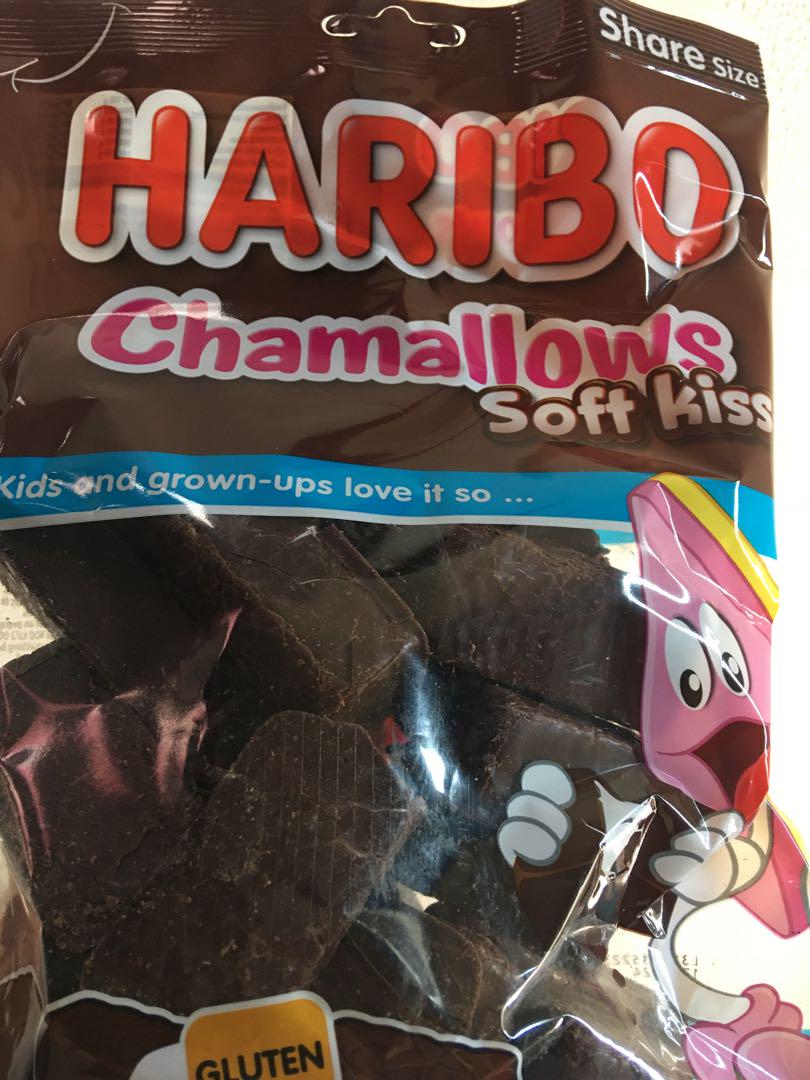 Share Size
HARIBO
Chamallows
Soft Kiss
Kids and grown-ups love it so ...
GLUTEN